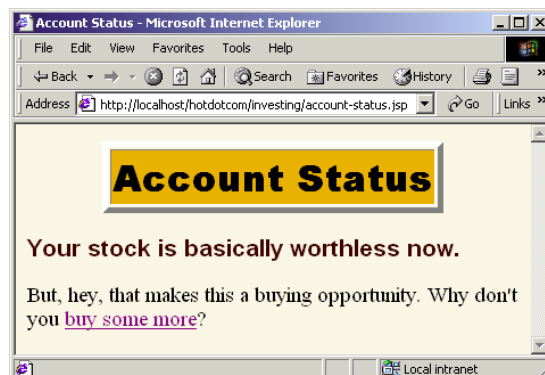 Account Status - Microsoft Internet Explorer
File Edit View Favorites Tools Help
Back Search Favorites History »
Address http://localhost/hotdotcom/investing/account-status.jsp Go Links »
Account Status
Your stock is basically worthless now.
But, hey, that makes this a buying opportunity. Why don't
you buy some more?
Local intranet